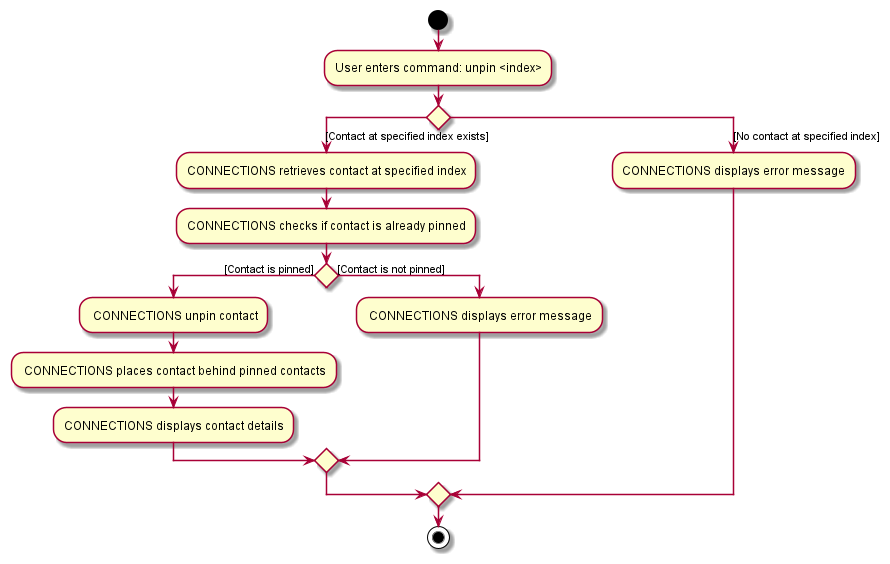 User enters command: unpin <index>
[Contact at specified index exists]
[No contact at specified index]
CONNECTIONS retrieves contact at specified index
CONNECTIONS displays error message
CONNECTIONS checks if contact is already pinned
[Contact is pinned]
[Contact is not pinned]
CONNECTIONS unpin contact
CONNECTIONS displays error message
CONNECTIONS places contact behind pinned contacts
CONNECTIONS displays contact details